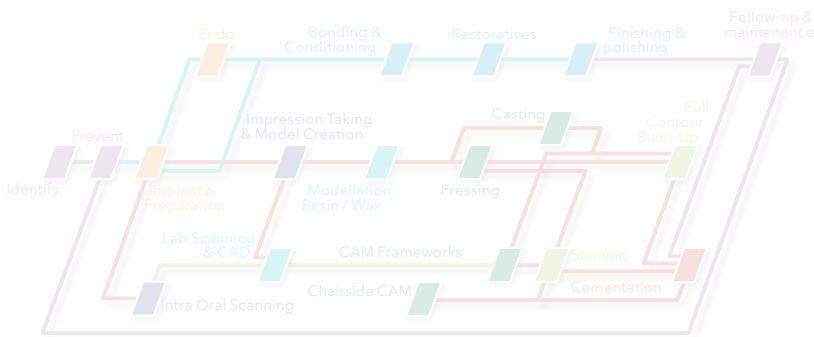 Follow-up &
maintenance
Endo
Bonding &
Conditioning
Restoratives
Finishing &
polishing
Casting
Full
Contour
Build-Up
Impression Taking
& Model Creation
Prevent
Identify
Implant &
Preparation
Modellation
Resin / Wax
Pressing
Lab Scanning
& CAD
CAM Frameworks
Staining
Cementation
Chairside CAM
Intra Oral Scanning